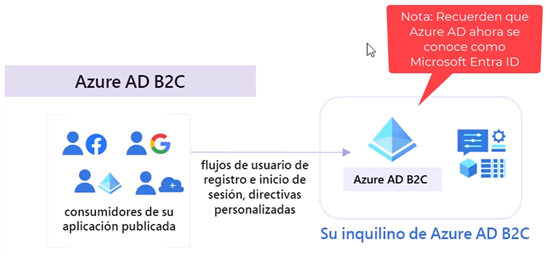 Nota: Recuerden que
Azure AD ahora se
conoce como
Microsoft Entra ID
Azure AD B2C
flujos de usuario de
registro e inicio de
sesión, directivas
personalizadas
consumidores de su
aplicación publicada
Azure AD B2C
Su inquilino de Azure AD B2C